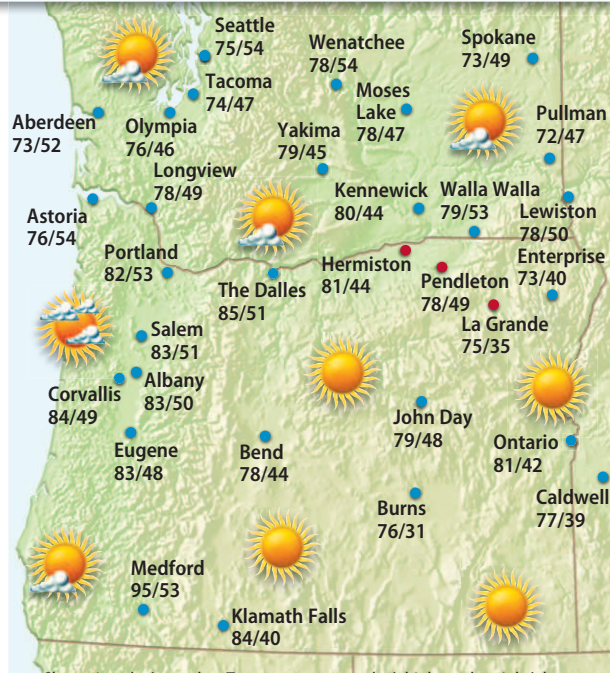 Seattle
75/54
Wenatchee
78/54
Spokane
73/49
Tacoma
74/47
Moses
Lake
78/47
Pullman
72/47
Aberdeen
73/52
Olympia
76/46
Yakima
79/45
Longview
78/49
Kennewick
80/44
Walla Walla
79/53
Lewiston
78/50
Astoria
76/54
Portland
82/53
The Dalles
85/51
Hermiston
81/44
Pendleton
78/49
Enterprise
73/40
La Grande
75/35
Salem
83/51
Albany
83/50
Corvallis
84/49
Eugene
83/48
Bend
78/44
John Day
79/48
Ontario
81/42
Caldwell
77/39
Burns
76/31
Medford
95/53
Klamath Falls
84/40